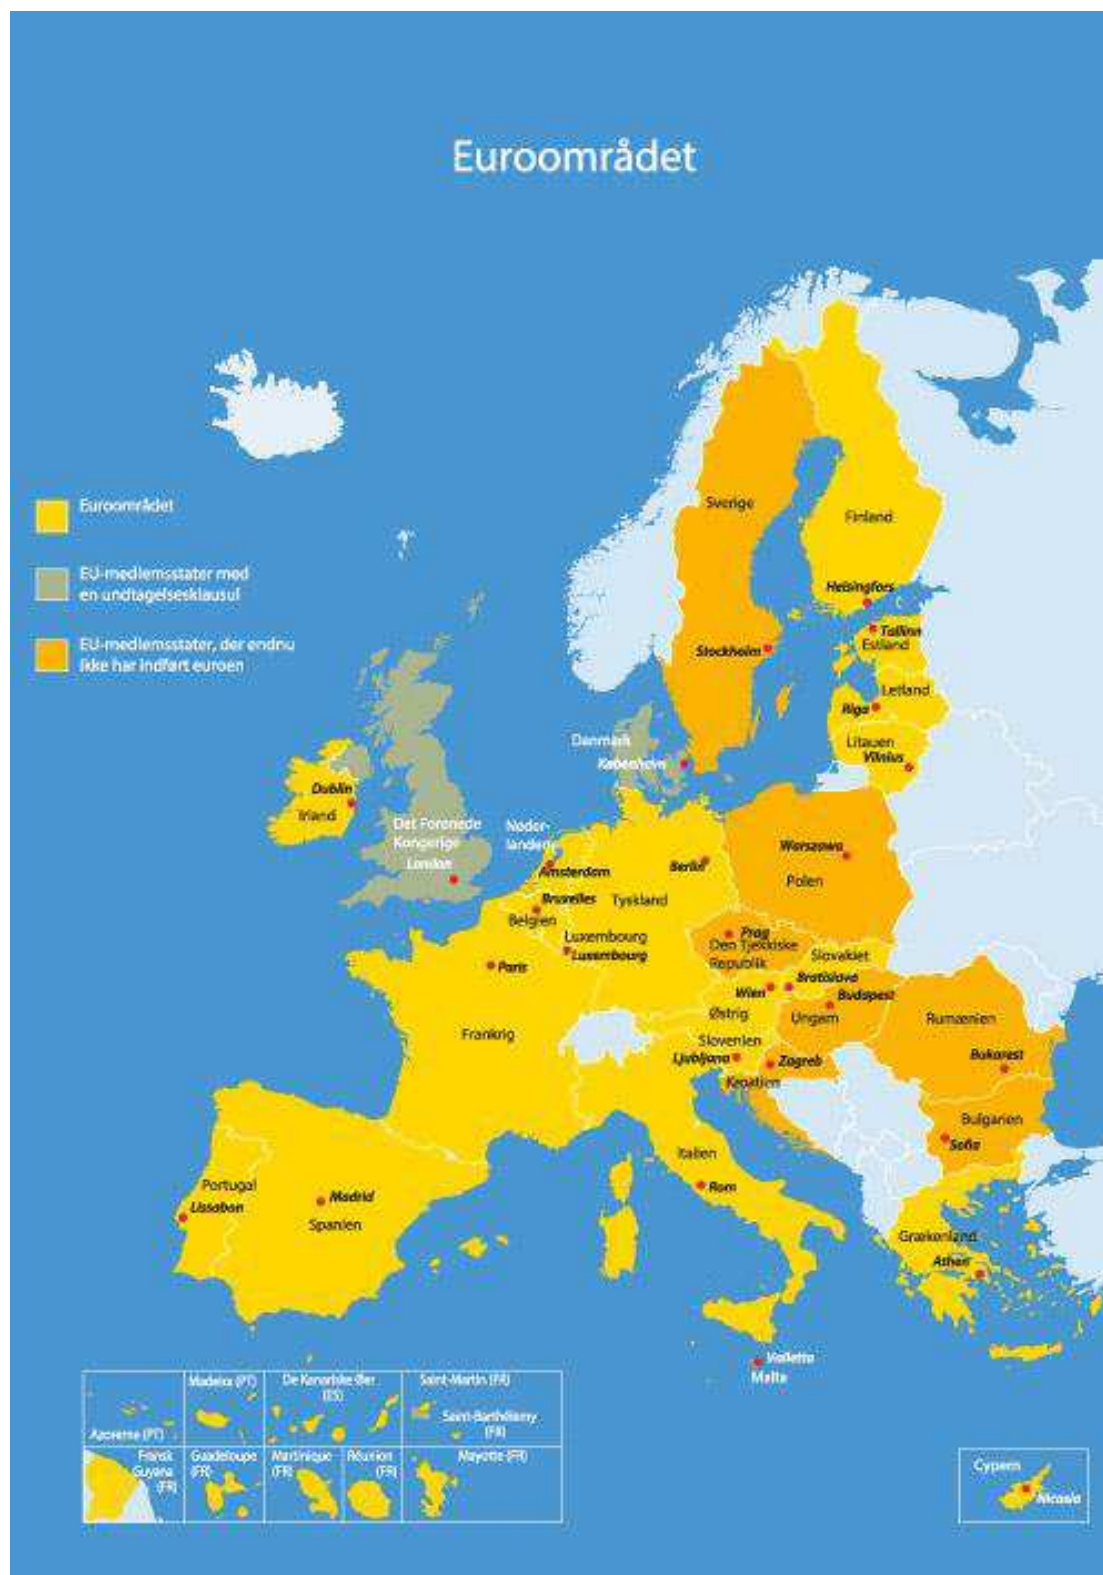 Euroområdet
Euroområdet
EU-medlemsstater med
en undtagelsesklausul
EU-medlemsstater, der endnu
ikke har indført euroen
Sverige
Finland
Helsingfors
Tallinn
Estland
Stockholm
Letland
Riga
Litauen
Vilnius
Danmark
København
Dublin
Irland
Det Forenede
Kongerige
London
Neder-
landene
Amsterdam
Berlin
Warszawa
Polen
Bruxelles
Belgien
Tyskland
Luxembourg
Luxembourg
Prag
Den Tjekkiske
Republik
Slovakiet
Paris
Bratislava
Wien
Budapest
Østrig
Ungarn
Rumænien
Frankrig
Slovenien
Ljubljana
Zagreb
Bukarest
Kroatien
Bulgarien
Sofia
Italien
Rom
Portugal
Lissabon
Madrid
Spanien
Grækenland
Athen
Valletta
Malta
Azorerne (PT)
Madeira (PT)
De Kanariske Øer
(ES)
Saint-Martin (FR)
Saint-Barthélemy
(FR)
Fransk
Guyana
(FR)
Guadeloupe
(FR)
Martinique
(FR)
Réunion
(FR)
Mayotte (FR)
Cypern
Nicosia